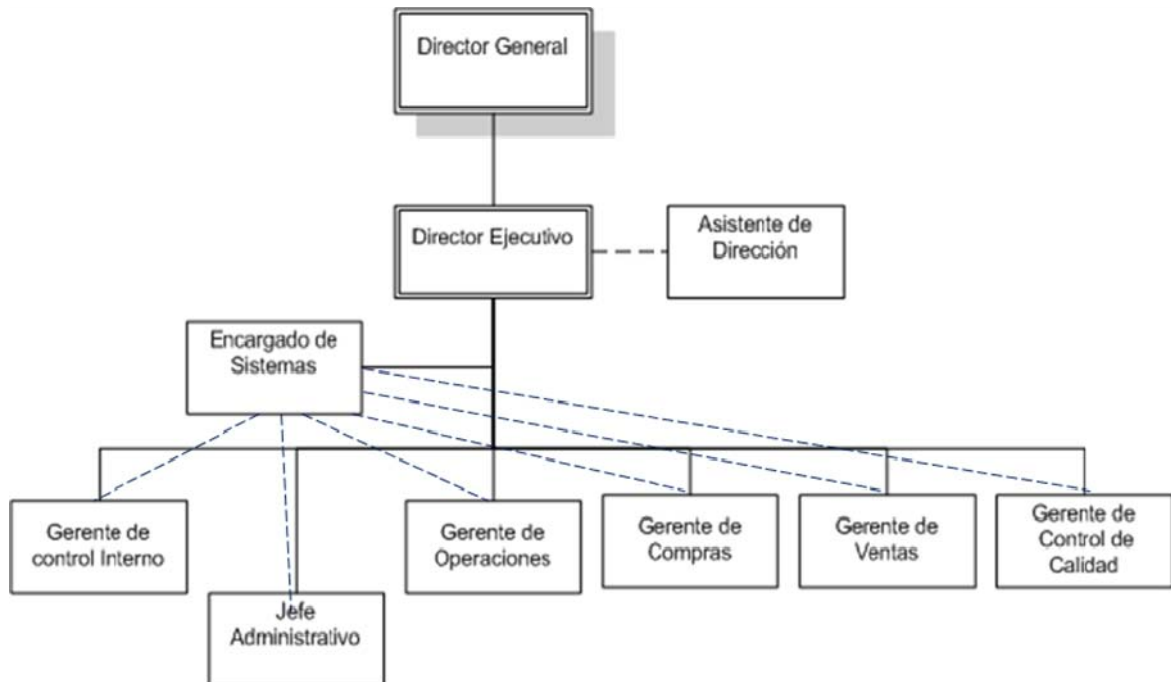 Director General
Director Ejecutivo
Asistente de
Dirección
Encargado de
Sistemas
Gerente de
control Interno
Jefe
Administrativo
Gerente de
Operaciones
Gerente de
Compras
Gerente de
Ventas
Gerente de
Control de
Calidad